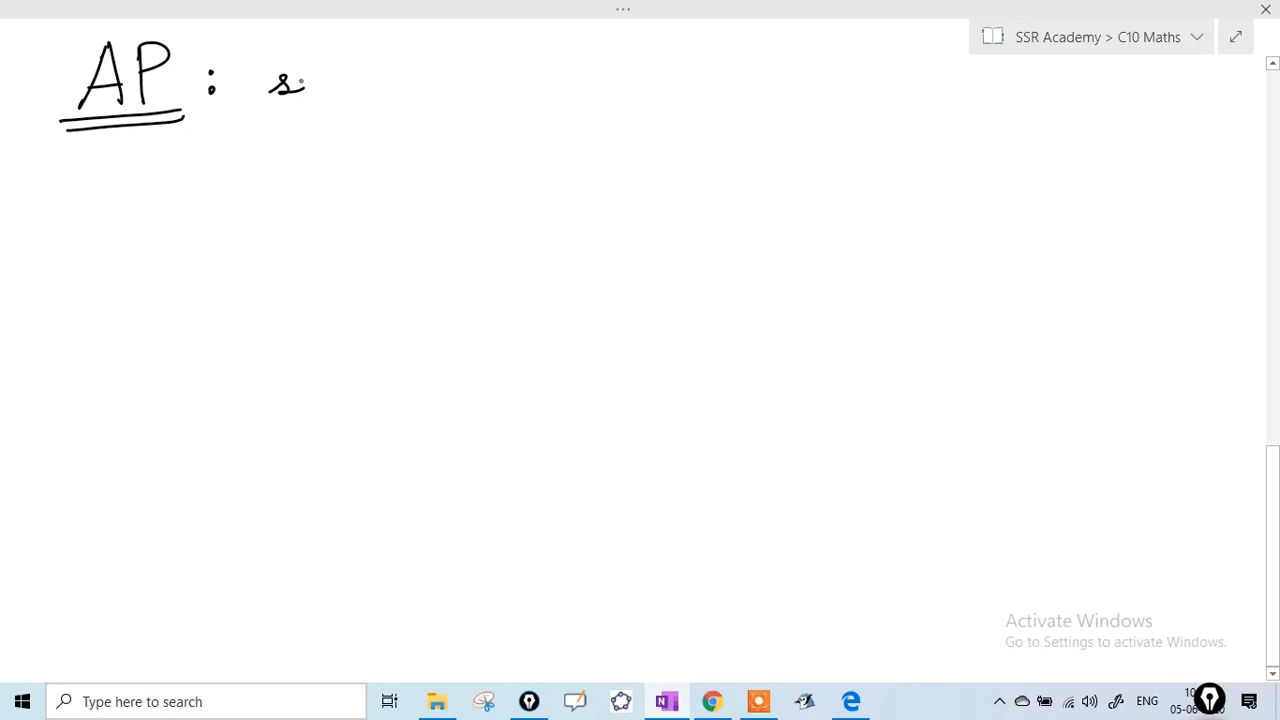 SSR Academy > C10 Maths
AP : s
Activate Windows
Go to Settings to activate Windows.
Type here to search
ENG